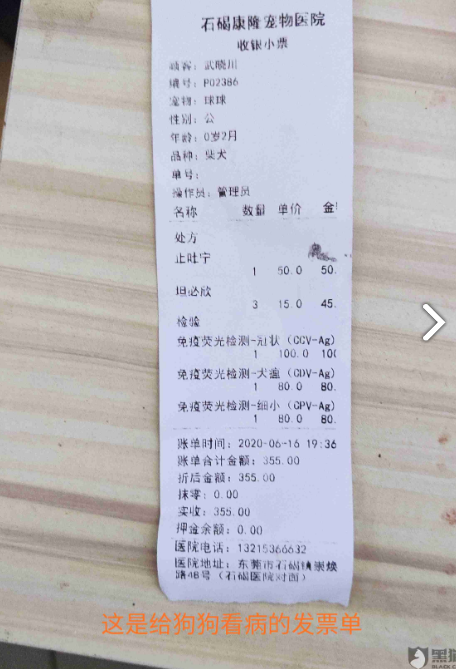 石碣康隆宠物医院
收银小票
顾客: 武晓川
编号: P02386
宠物: 球球
性别: 公
年龄: 0岁2月
品种: 柴犬
单号:
操作员: 管理员
名称 数量 单价 金
处方
止吐宁
1 50.0 50.
坦必欣
3 15.0 45.
检验
免疫荧光检测-冠状 (CCV-Ag)
1 100.0 100
免疫荧光检测-犬瘟 (CDV-Ag)
1 80.0 80.
免疫荧光检测-细小 (CPV-Ag)
1 80.0 80.
账单时间: 2020-06-16 19:36
账单合计金额: 355.00
折后金额: 355.00
抹零: 0.00
实收: 355.00
押金余额: 0.00
医院电话: 13215366632
医院地址: 东莞市石碣镇崇焕
路48号 (石碣医院对面)
这是给狗狗看病的发票单
黑猫
BLACK CA